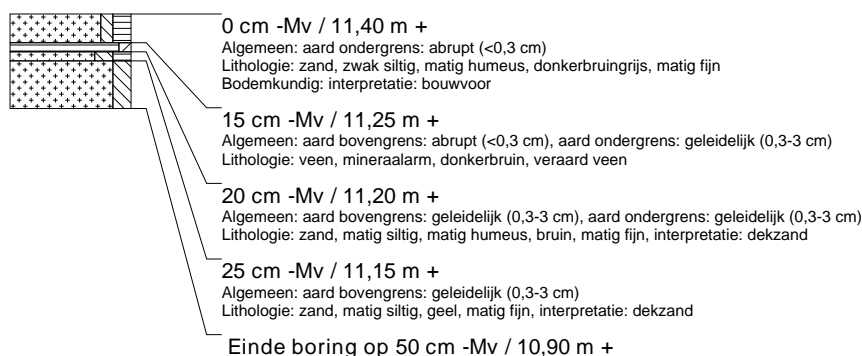 0 cm -Mv / 11,40 m +
Algemeen: aard ondergrens: abrupt (<0,3 cm)
Lithologie: zand, zwak siltig, matig humeus, donkerbruingrijs, matig fijn
Bodemkundig: interpretatie: bouwvoor
15 cm -Mv / 11,25 m +
Algemeen: aard bovengrens: abrupt (<0,3 cm), aard ondergrens: geleidelijk (0,3-3 cm)
Lithologie: veen, mineraalarm, donkerbruin, veraard veen
20 cm -Mv / 11,20 m +
Algemeen: aard bovengrens: geleidelijk (0,3-3 cm), aard ondergrens: geleidelijk (0,3-3 cm)
Lithologie: zand, matig siltig, matig humeus, bruin, matig fijn, interpretatie: dekzand
25 cm -Mv / 11,15 m +
Algemeen: aard bovengrens: geleidelijk (0,3-3 cm)
Lithologie: zand, matig siltig, geel, matig fijn, interpretatie: dekzand
Einde boring op 50 cm -Mv / 10,90 m +